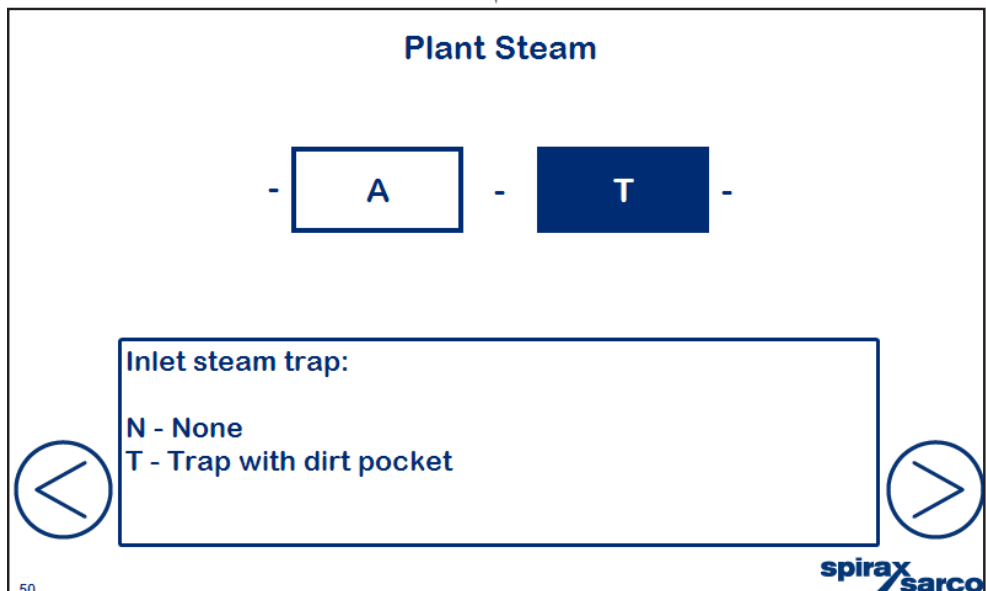 Plant Steam
- A - T -
Inlet steam trap:
N - None
T - Trap with dirt pocket
50
spirax
sarco